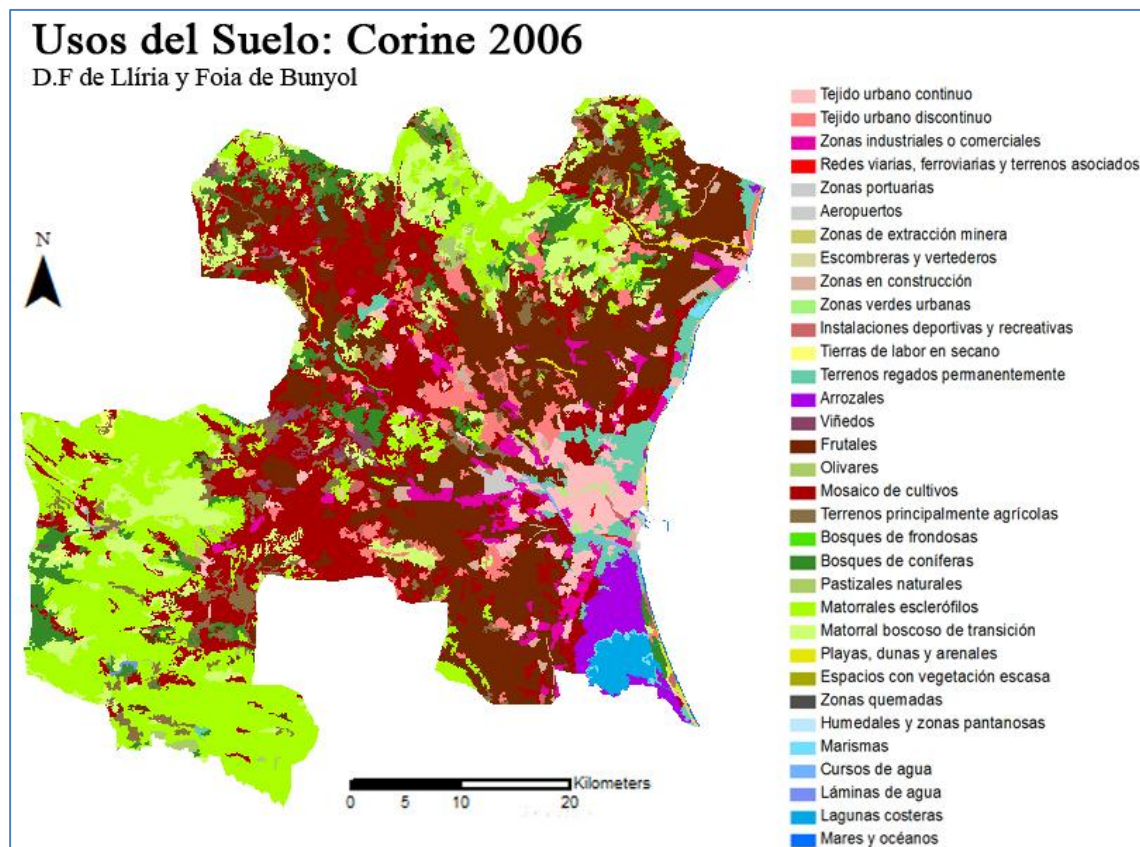 Usos del Suelo: Corine 2006
D.F de Llíria y Foia de Bunyol
N
Tejido urbano continuo
Tejido urbano discontinuo
Zonas industriales o comerciales
Redes viarias, ferroviarias y terrenos asociados
Zonas portuarias
Aeropuertos
Zonas de extracción minera
Escombreras y vertederos
Zonas en construcción
Zonas verdes urbanas
Instalaciones deportivas y recreativas
Tierras de labor en secano
Terrenos regados permanentemente
Arrozales
Viñedos
Frutales
Olivares
Mosaico de cultivos
Terrenos principalmente agrícolas
Bosques de frondosas
Bosques de coníferas
Pastizales naturales
Matorrales esclerófilos
Matorral boscoso de transición
Playas, dunas y arenales
Espacios con vegetación escasa
Zonas quemadas
Humedales y zonas pantanosas
Marismas
Cursos de agua
Láminas de agua
Lagunas costeras
Mares y océanos
Kilometers
0 5 10 20